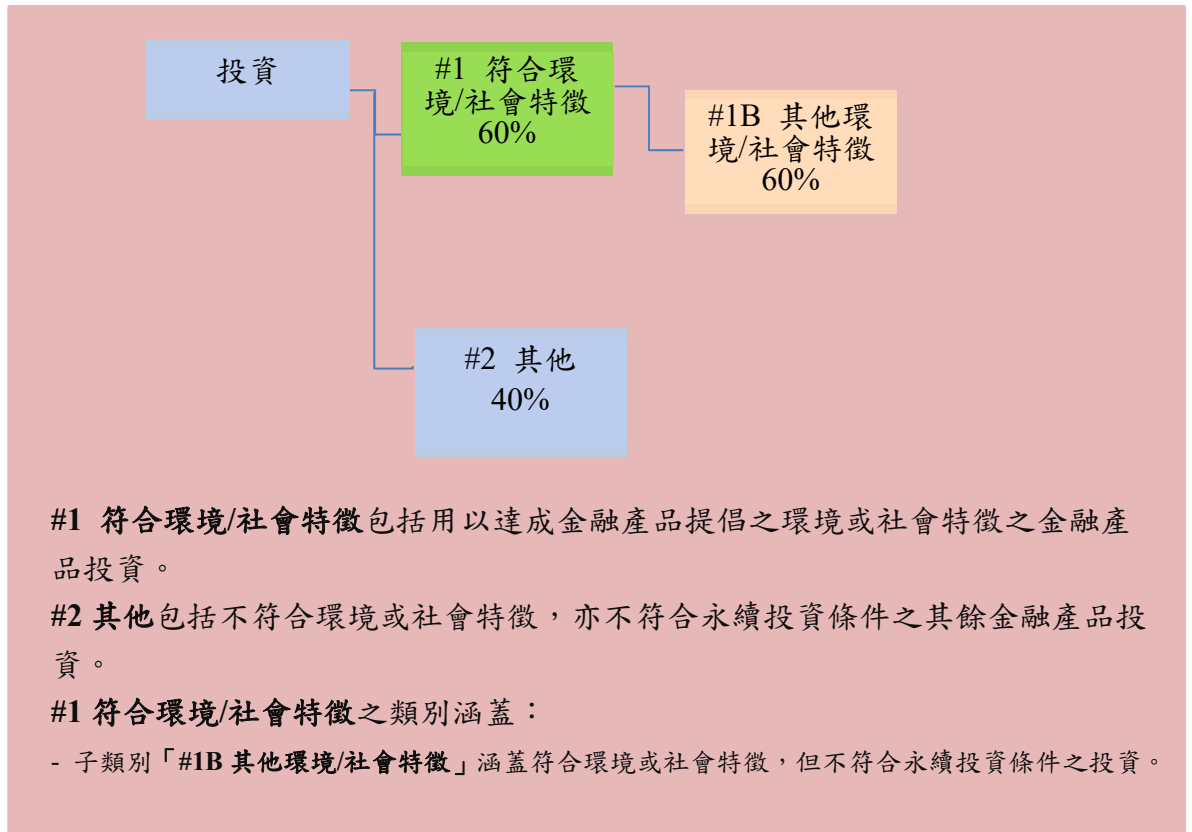 投資
#1 符合環
境/社會特徵
60%
#1B 其他環
境/社會特徵
60%
#2 其他
40%
#1 符合環境/社會特徵包括用以達成金融產品提倡之環境或社會特徵之金融產
品投資。
#2 其他包括不符合環境或社會特徵，亦不符合永續投資條件之其餘金融產品投
資。
#1 符合環境/社會特徵之類別涵蓋：
- 子類別「#1B 其他環境/社會特徵」涵蓋符合環境或社會特徵，但不符合永續投資條件之投資。